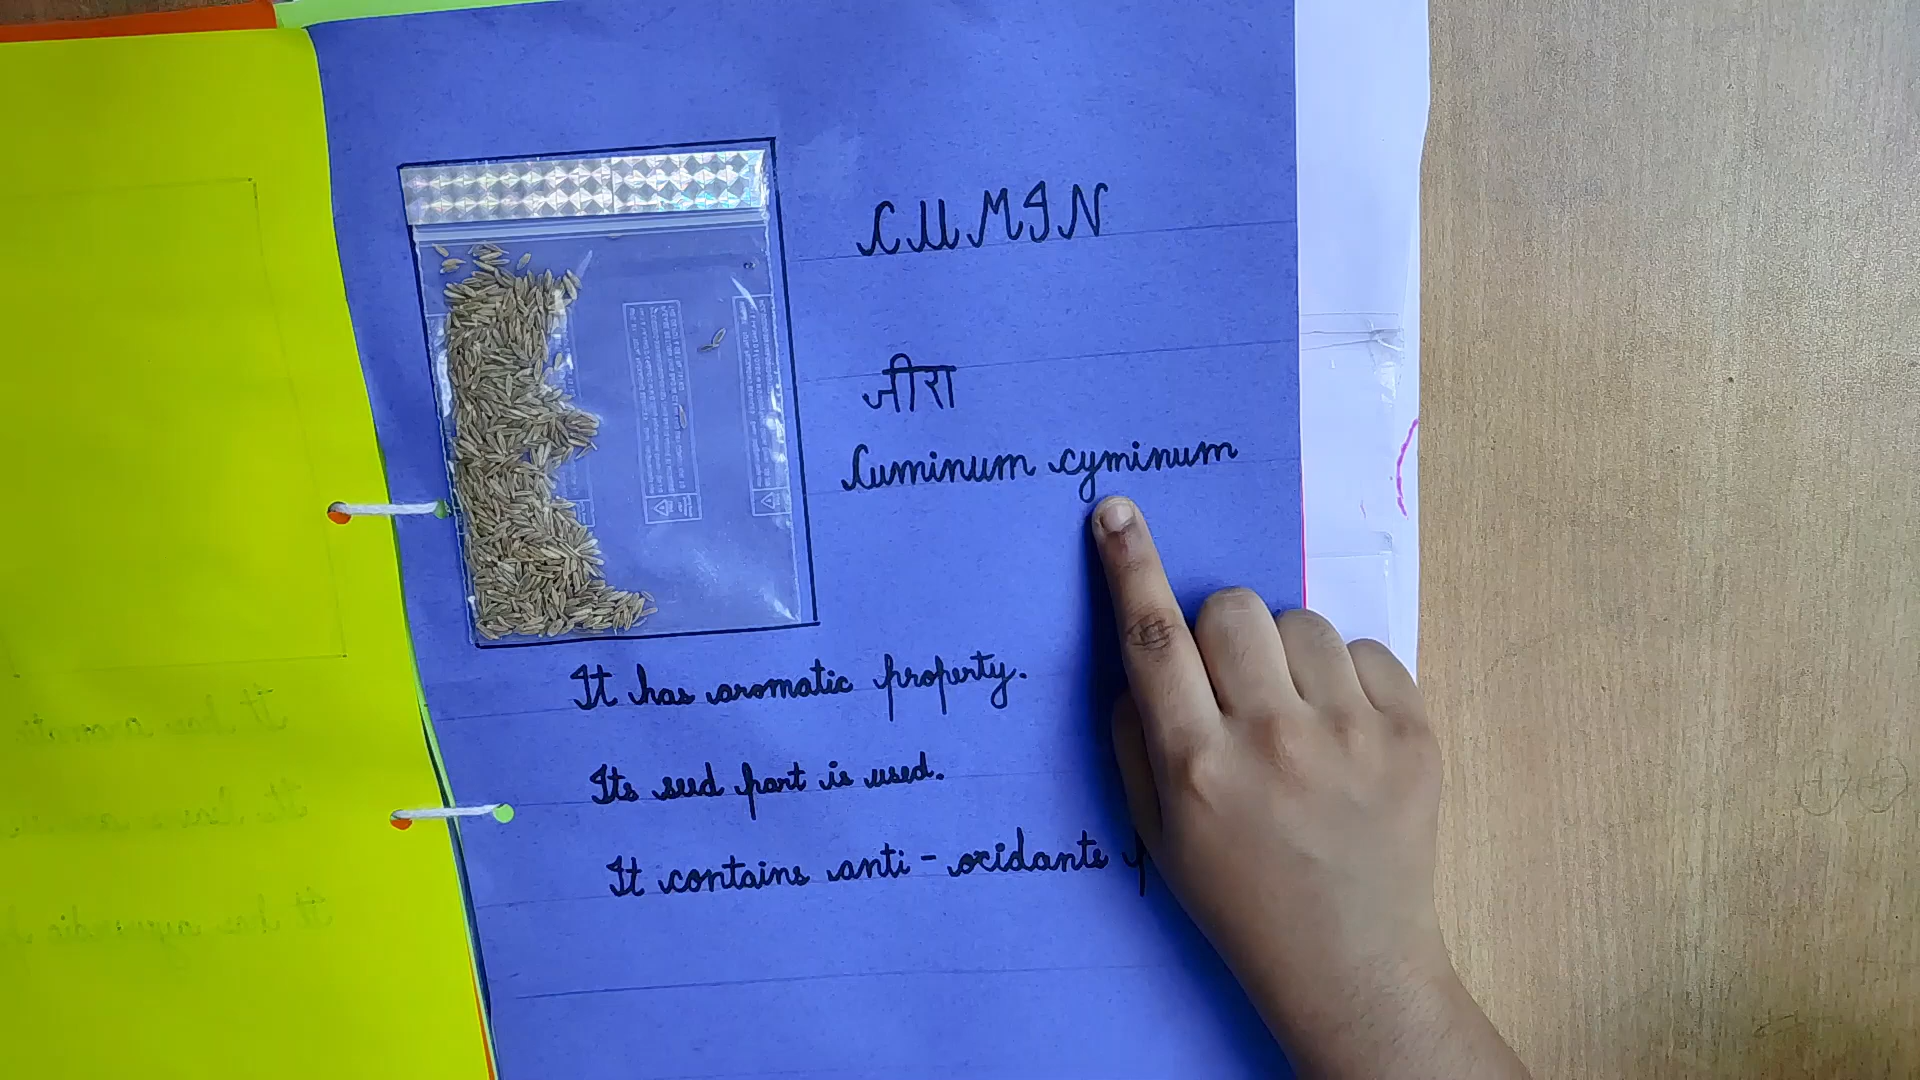 CUMIN
जीरा
Cuminum cyminum
It has aromatic property.
Its seed part is used.
It contains anti-oxidants